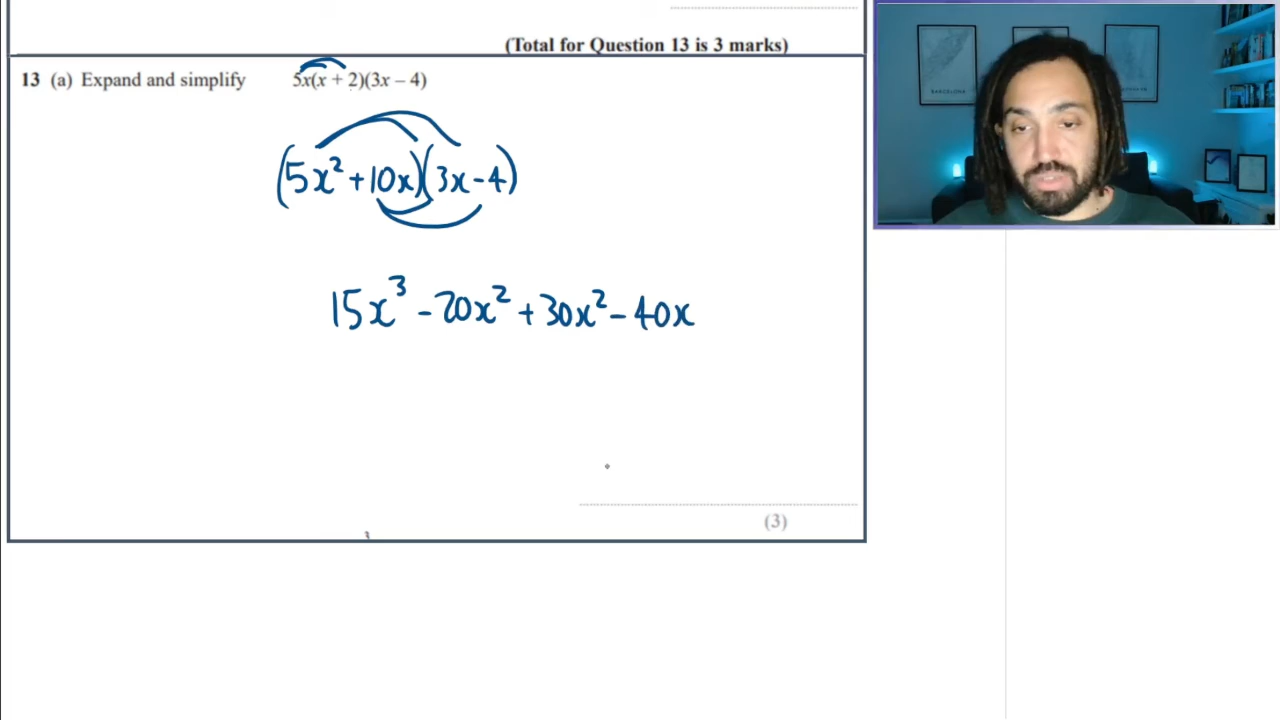 (Total for Question 13 is 3 marks)
13 (a) Expand and simplify 5x(x + 2)(3x – 4)
(5x² + 10x)(3x - 4)
15x³ - 20x² + 30x² - 40x
(3)
BARCELONA